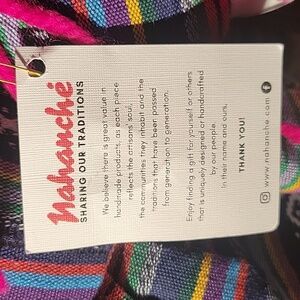 Nahanché
SHARING OUR TRADITIONS
We believe there is great value in
handmade products, as each piece
reflects the artisans' soul,
the communities they inhabit and the
traditions that have been passed
from generation to generation.
Enjoy finding a gift for yourself or others
that is uniquely designed or handcrafted
by our people.
In their name and ours,
THANK YOU!
www.nahanche.com